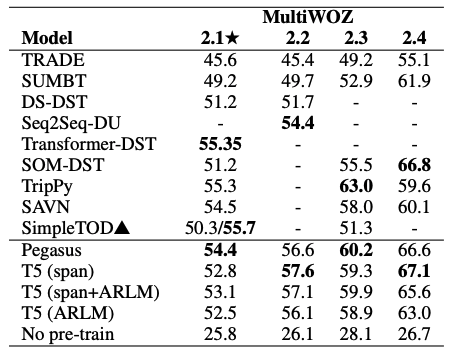 MultiWOZ
Model 2.1★ 2.2 2.3 2.4
TRADE 45.6 45.4 49.2 55.1
SUMBT 49.2 49.7 52.9 61.9
DS-DST 51.2 51.7 - -
Seq2Seq-DU - 54.4 - -
Transformer-DST 55.35 - - -
SOM-DST 51.2 - 55.5 66.8
TripPy 55.3 - 63.0 59.6
SAVN 54.5 - 58.0 60.1
SimpleTOD▲ 50.3/55.7 - 51.3 -
Pegasus 54.4 56.6 60.2 66.6
T5 (span) 52.8 57.6 59.3 67.1
T5 (span+ARLM) 53.1 57.1 59.9 65.6
T5 (ARLM) 52.5 56.1 58.9 63.0
No pre-train 25.8 26.1 28.1 26.7